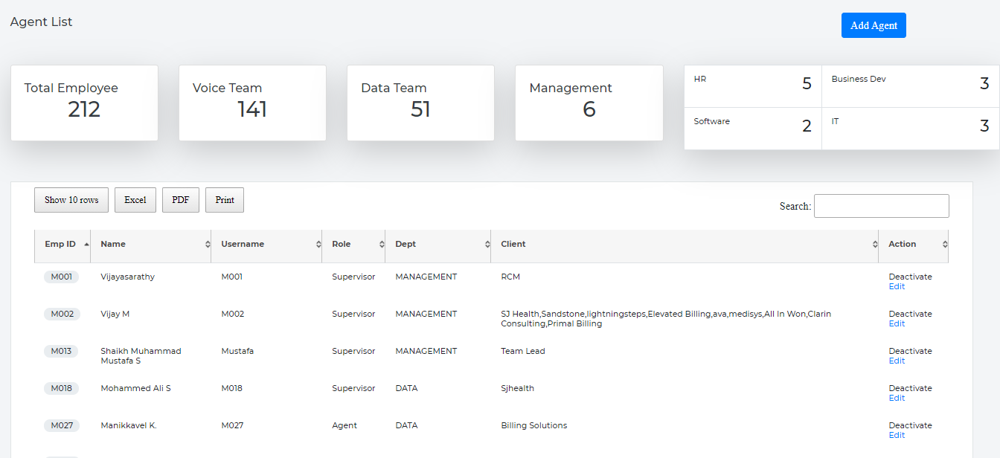 Agent List
Add Agent
Total Employee
212
Voice Team
141
Data Team
51
Management
6
HR 5
Business Dev 3
Software 2
IT 3
Show 10 rows Excel PDF Print
Search:
Emp ID Name Username Role Dept Client Action
M001 Vijayasarathy M001 Supervisor MANAGEMENT RCM Deactivate
Edit
M002 Vijay M M002 Supervisor MANAGEMENT SJ Health,Sandstone,lightningsteps,Elevated Billing,ava,medisys,All In Won,Clarin Deactivate
Consulting,Primal Billing Edit
M013 Shaikh Muhammad Mustafa Supervisor MANAGEMENT Team Lead Deactivate
Mustafa S Edit
M018 Mohammed Ali S M018 Supervisor DATA Sjhealth Deactivate
Edit
M027 Manikkavel K. M027 Agent DATA Billing Solutions Deactivate
Edit